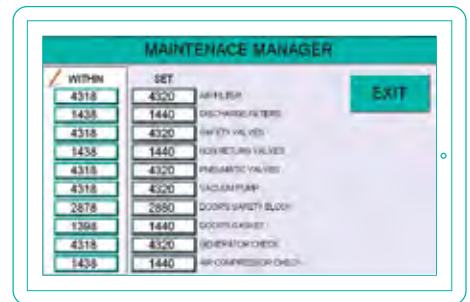 MAINTENACE MANAGER
WITHIN SET
EXIT
4318 4320 AIR FILTER
1438 1440 DISCHARGE FILTERS
4318 4320 SAFETY VALVES
1438 1440 NON RETURN VALVES
4318 4320 PNEUMATIC VALVES
4318 4320 VACUUM PUMP
2878 2880 DOORS SAFETY BLOCK
1398 1440 DOORS GASKET
4318 4320 GENERATOR CHECK
1438 1440 AIR COMPRESSOR CHECK